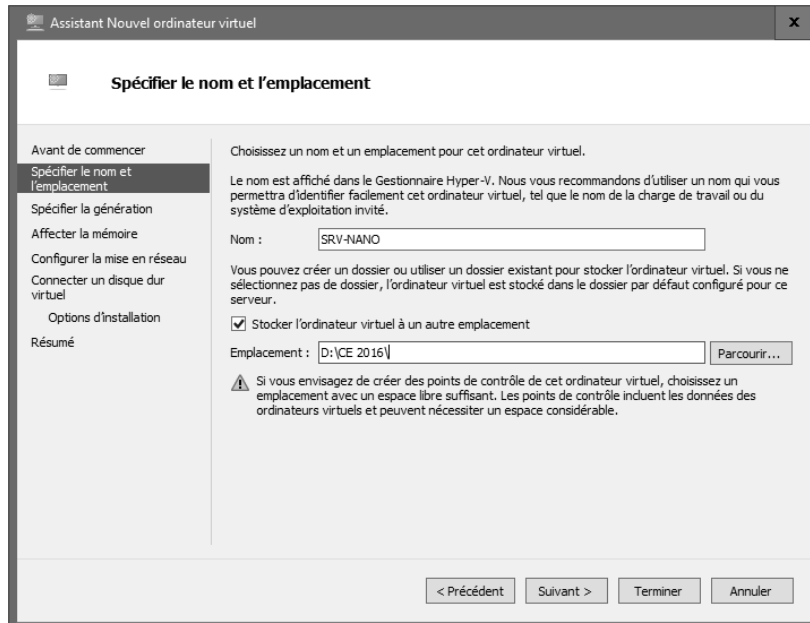 Assistant Nouvel ordinateur virtuel
x
Spécifier le nom et l'emplacement
Avant de commencer
Spécifier le nom et
l'emplacement
Spécifier la génération
Affecter la mémoire
Configurer la mise en réseau
Connecter un disque dur
virtuel
Options d'installation
Résumé
Choisissez un nom et un emplacement pour cet ordinateur virtuel.
Le nom est affiché dans le Gestionnaire Hyper-V. Nous vous recommandons d'utiliser un nom qui vous
permettra d'identifier facilement cet ordinateur virtuel, tel que le nom de la charge de travail ou du
système d'exploitation invité.
Nom : SRV-NANO
Vous pouvez créer un dossier ou utiliser un dossier existant pour stocker l'ordinateur virtuel. Si vous ne
sélectionnez pas de dossier, l'ordinateur virtuel est stocké dans le dossier par défaut configuré pour ce
serveur.
Stocker l'ordinateur virtuel à un autre emplacement
Emplacement : D:\CE 2016\ Parcourir...
Si vous envisagez de créer des points de contrôle de cet ordinateur virtuel, choisissez un
emplacement avec un espace libre suffisant. Les points de contrôle incluent les données des
ordinateurs virtuels et peuvent nécessiter un espace considérable.
< Précédent Suivant > Terminer Annuler